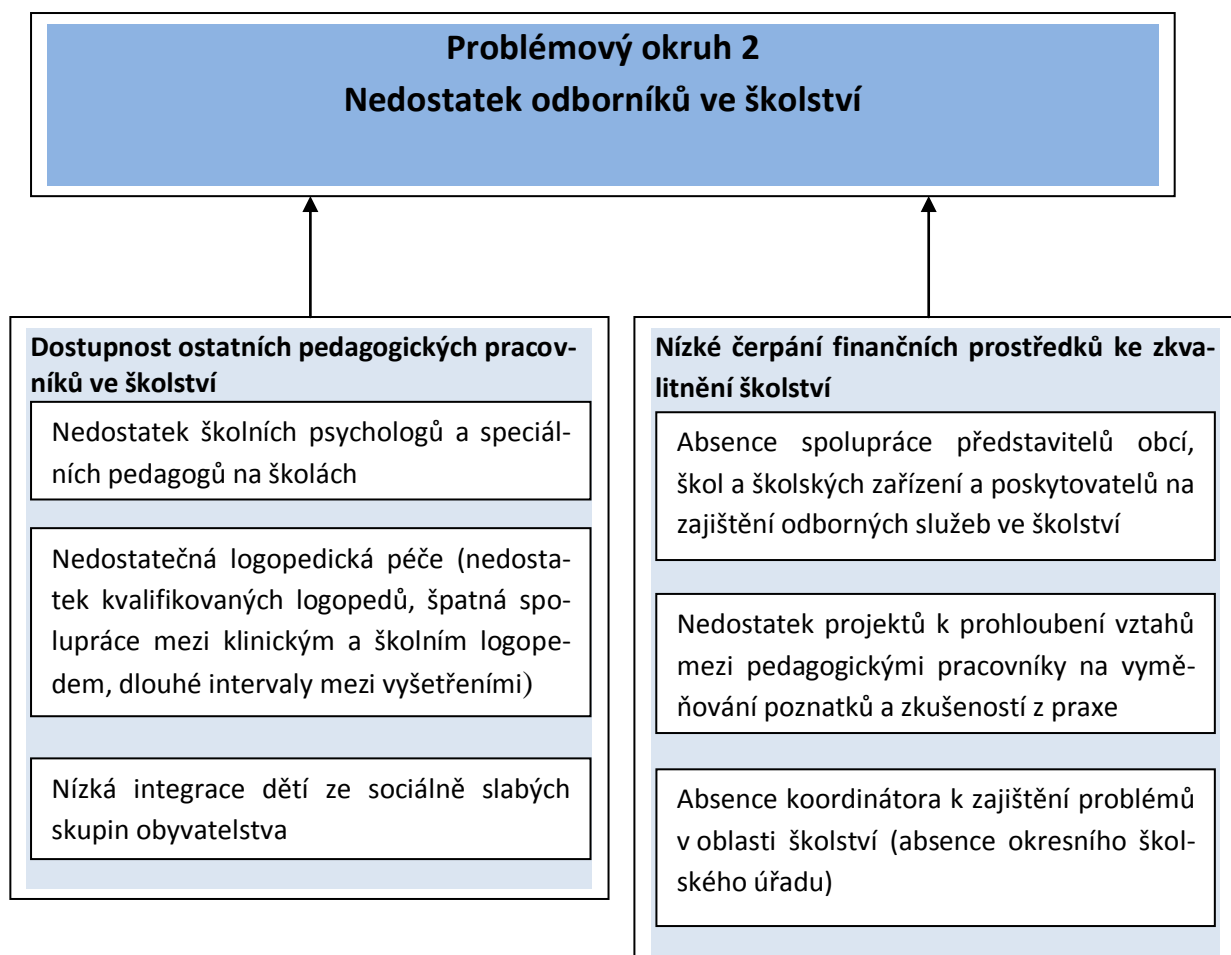 Problémový okruh 2
Nedostatek odborníků ve školství
Dostupnost ostatních pedagogických pracov-
níků ve školství
Nedostatek školních psychologů a speciál-
ních pedagogů na školách
Nedostatečná logopedická péče (nedosta-
tek kvalifikovaných logopedů, špatná spo-
lupráce mezi klinickým a školním logope-
dem, dlouhé intervaly mezi vyšetřeními)
Nízká integrace dětí ze sociálně slabých
skupin obyvatelstva
Nízké čerpání finančních prostředků ke zkva-
litnění školství
Absence spolupráce představitelů obcí,
škol a školských zařízení a poskytovatelů na
zajištění odborných služeb ve školství
Nedostatek projektů k prohloubení vztahů
mezi pedagogickými pracovníky na vymě-
ňování poznatků a zkušeností z praxe
Absence koordinátora k zajištění problémů
v oblasti školství (absence okresního škol-
ského úřadu)